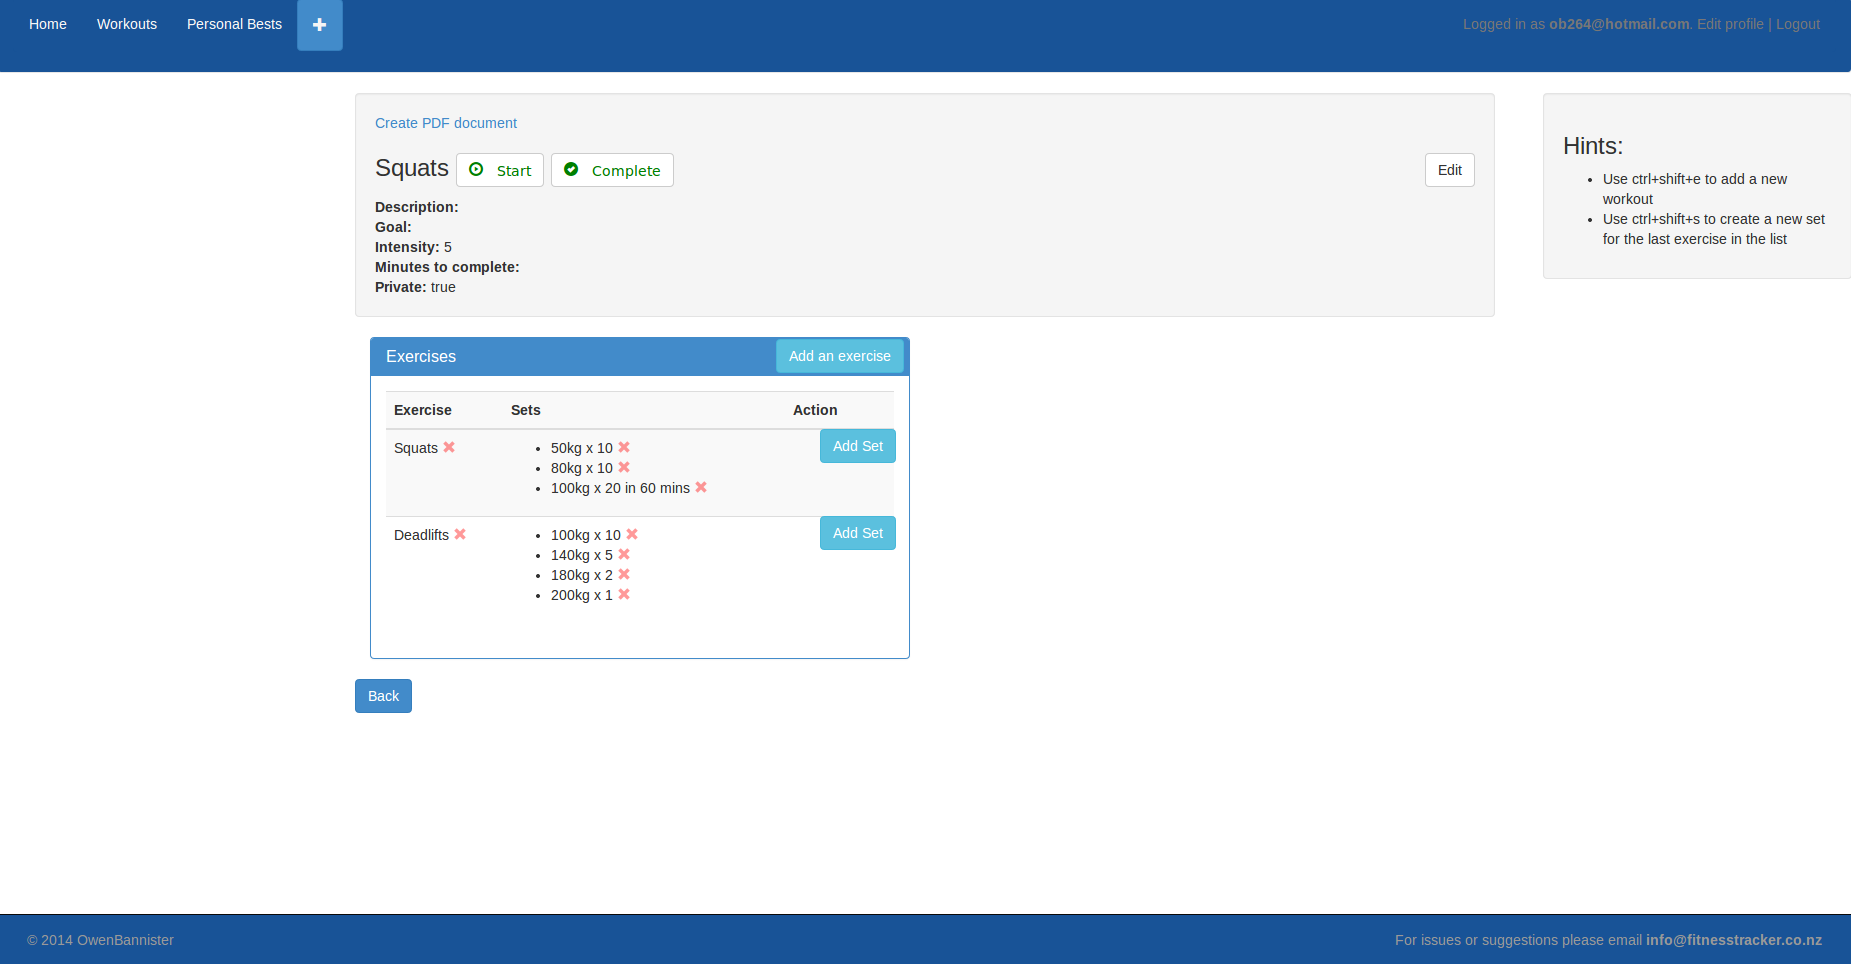 Home Workouts Personal Bests
Logged in as ob264@hotmail.com. Edit profile | Logout
Create PDF document
Squats Start Complete Edit
Description:
Goal:
Intensity: 5
Minutes to complete:
Private: true
Hints:
Use ctrl+shift+e to add a new
workout
Use ctrl+shift+s to create a new set
for the last exercise in the list
Exercises Add an exercise
Exercise Sets Action
Squats 50kg x 10 Add Set
80kg x 10
100kg x 20 in 60 mins
Deadlifts 100kg x 10 Add Set
140kg x 5
180kg x 2
200kg x 1
Back
© 2014 OwenBannister
For issues or suggestions please email info@fitnesstracker.co.nz